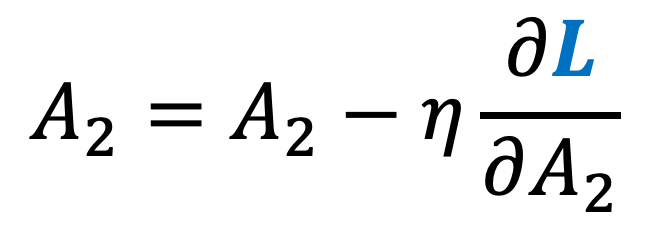 A₂ = A₂ − η ∂L/∂A₂